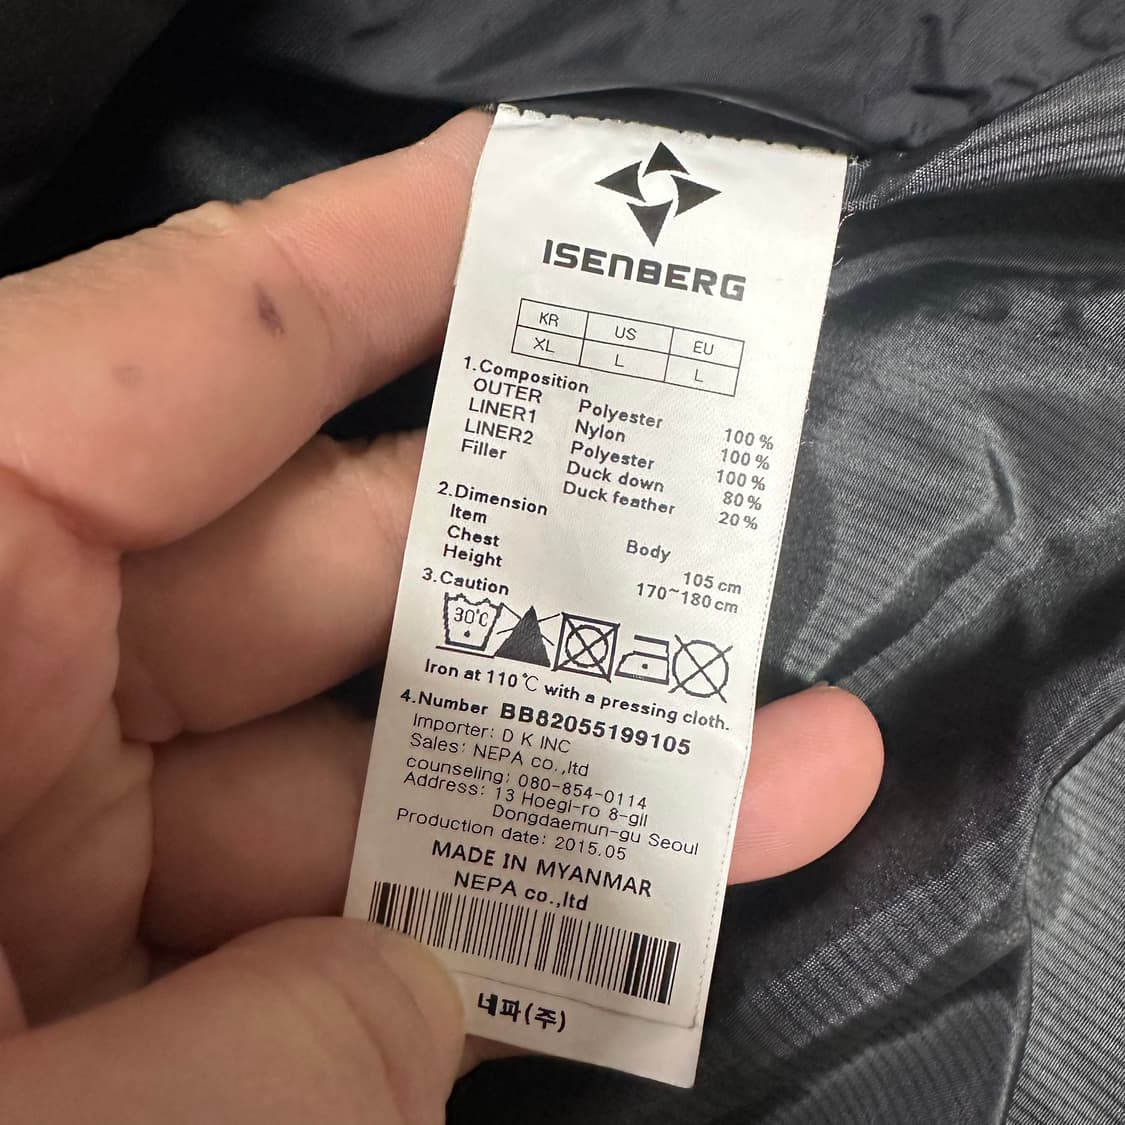 ISENBERG
KR US EU
XL L L
1.Composition
OUTER Polyester 100 %
LINER1 Nylon 100 %
LINER2 Polyester 100 %
Filler Duck down 80 %
Duck feather 20 %
2.Dimension
Item Body
Chest 105 cm
Height 170~180 cm
3.Caution
30℃
Iron at 110℃ with a pressing cloth.
4.Number BB82055199105
Importer: D K INC
Sales: NEPA co.,ltd
counseling: 080-854-0114
Address: 13 Hoegi-ro 8-gil
Dongdaemun-gu Seoul
Production date: 2015.05
MADE IN MYANMAR
NEPA co.,ltd
네파(주)